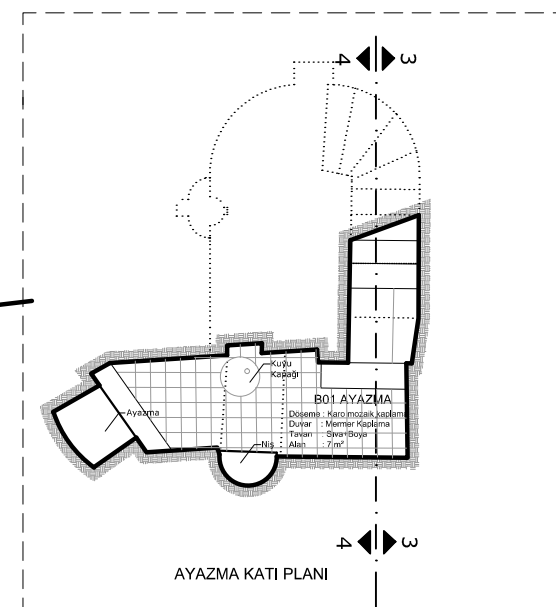 4 3
Kuyu
Kapağı
B01 AYAZMA
Döşeme : Karo mozaik kaplama
Duvar : Mermer Kaplama
Tavan : Sıva+Boya
Alan : 7 m²
Ayazma
Niş
4 3
AYAZMA KATI PLANI